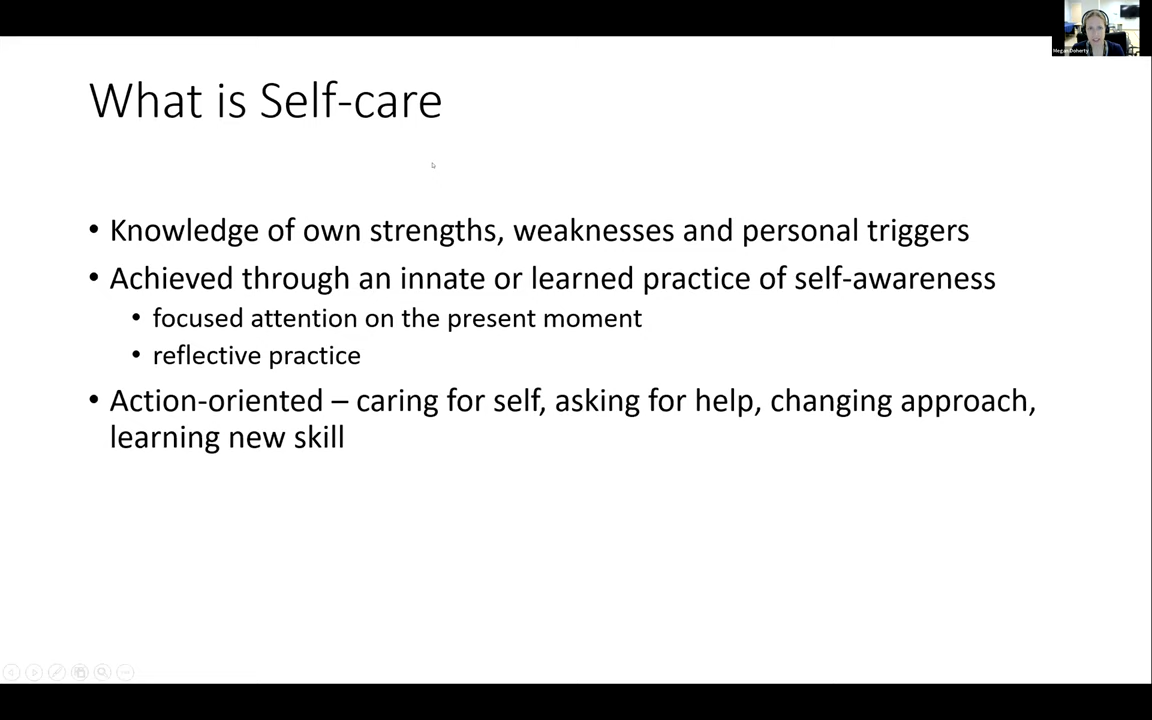 Megan Doherty
What is Self-care
• Knowledge of own strengths, weaknesses and personal triggers
• Achieved through an innate or learned practice of self-awareness
• focused attention on the present moment
• reflective practice
• Action-oriented – caring for self, asking for help, changing approach,
learning new skill